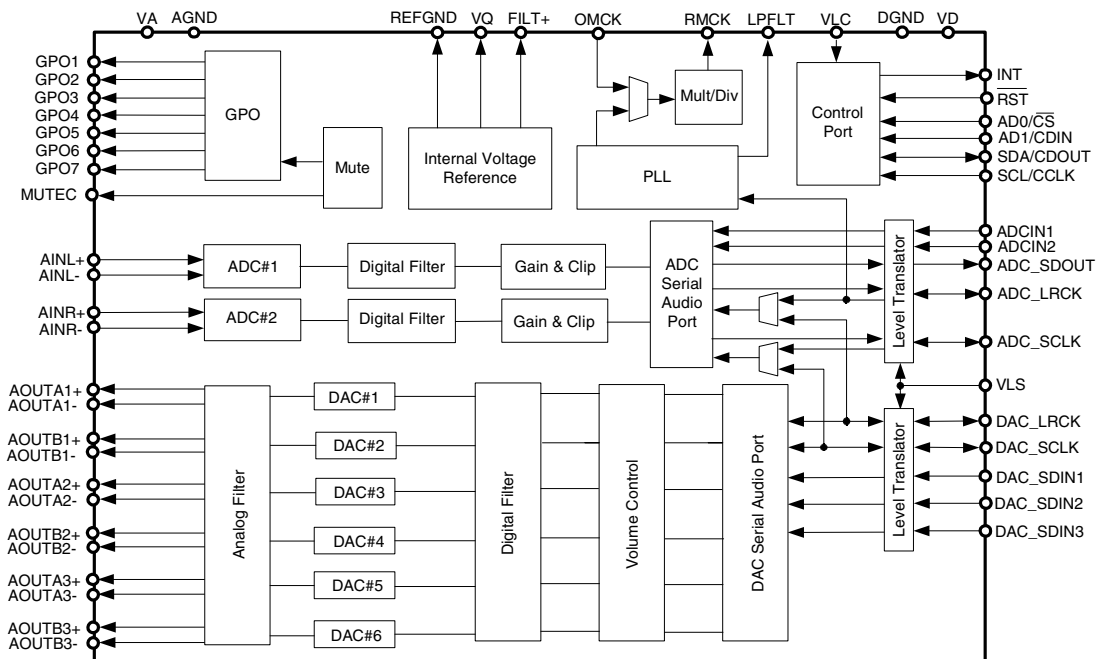 VA
AGND
REFGND
VQ
FILT+
OMCK
RMCK
LPFLT
VLC
DGND
VD
GPO1
GPO2
GPO3
GPO4
GPO5
GPO6
GPO7
MUTEC
GPO
Mute
Internal Voltage
Reference
Mult/Div
PLL
Control
Port
INT
RST
AD0/CS
AD1/CDIN
SDA/CDOUT
SCL/CCLK
AINL+
AINL-
AINR+
AINR-
ADC#1
Digital Filter
Gain & Clip
ADC#2
Digital Filter
Gain & Clip
ADC
Serial
Audio
Port
Level Translator
ADCIN1
ADCIN2
ADC_SDOUT
ADC_LRCK
ADC_SCLK
VLS
AOUTA1+
AOUTA1-
AOUTB1+
AOUTB1-
AOUTA2+
AOUTA2-
AOUTB2+
AOUTB2-
AOUTA3+
AOUTA3-
AOUTB3+
AOUTB3-
Analog Filter
DAC#1
DAC#2
DAC#3
DAC#4
DAC#5
DAC#6
Digital Filter
Volume Control
DAC Serial Audio Port
Level Translator
DAC_LRCK
DAC_SCLK
DAC_SDIN1
DAC_SDIN2
DAC_SDIN3